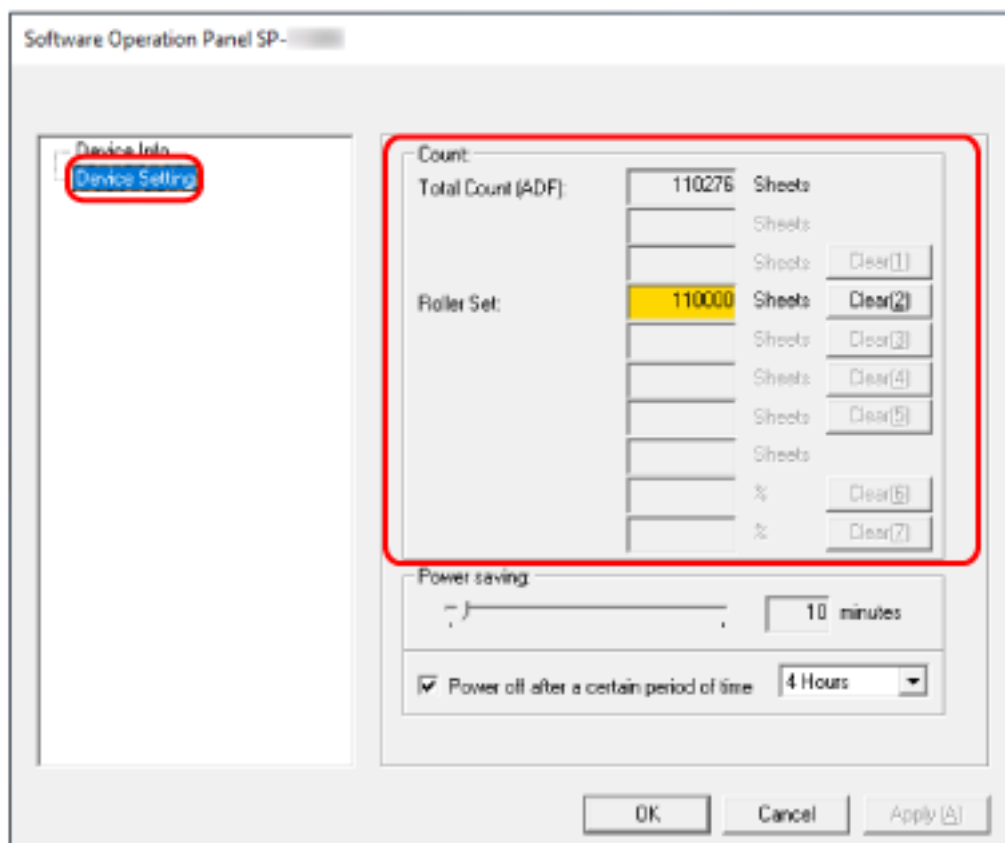 Software Operation Panel SP-
Device Info
Device Setting
Count:
Total Count (ADF): 110276 Sheets
Sheets
Sheets Clear(1)
Roller Set: 110000 Sheets Clear(2)
Sheets Clear(3)
Sheets Clear(4)
Sheets Clear(5)
Sheets
% Clear(6)
% Clear(7)
Power saving:
10 minutes
Power off after a certain period of time 4 Hours
OK Cancel Apply (A)